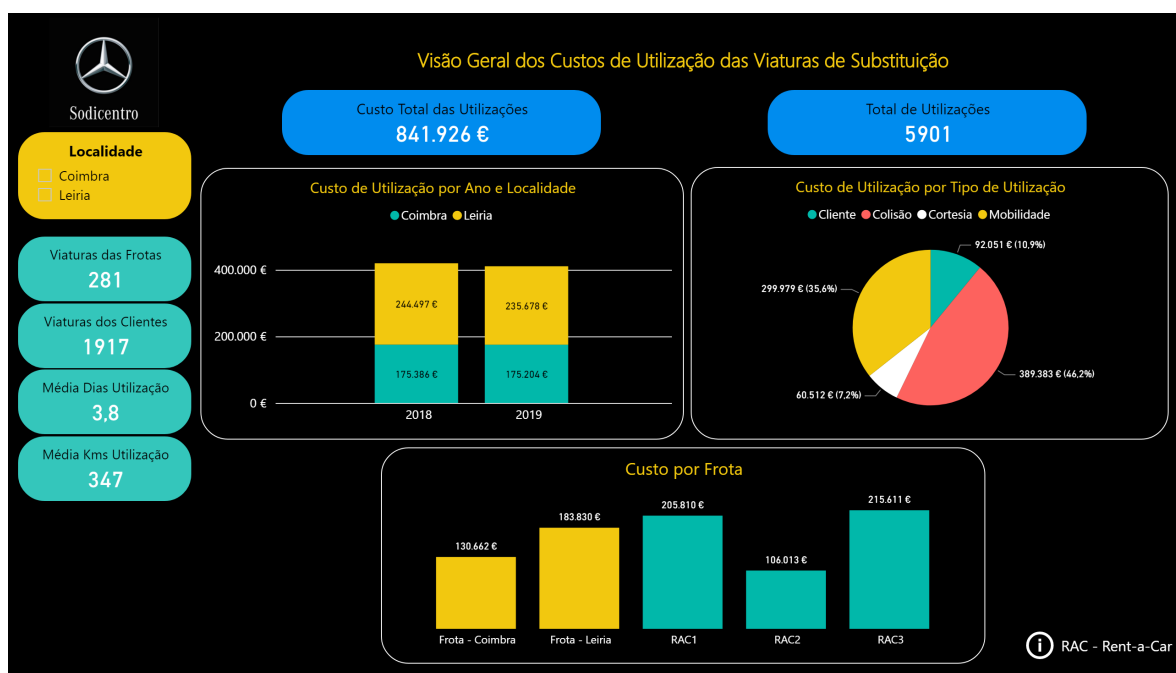 Visão Geral dos Custos de Utilização das Viaturas de Substituição
Sodicentro
Custo Total das Utilizações
841.926 €
Total de Utilizações
5901
Localidade
Coimbra
Leiria
Viaturas das Frotas
281
Viaturas dos Clientes
1917
Média Dias Utilização
3,8
Média Kms Utilização
347
Custo de Utilização por Ano e Localidade
Coimbra Leiria
400.000 €
200.000 €
0 €
244.497 €
235.678 €
175.386 €
175.204 €
2018
2019
Custo de Utilização por Tipo de Utilização
Cliente Colisão Cortesia Mobilidade
92.051 € (10,9%)
299.979 € (35,6%)
389.383 € (46,2%)
60.512 € (7,2%)
Custo por Frota
130.662 €
183.830 €
205.810 €
106.013 €
215.611 €
Frota - Coimbra
Frota - Leiria
RAC1
RAC2
RAC3
RAC - Rent-a-Car